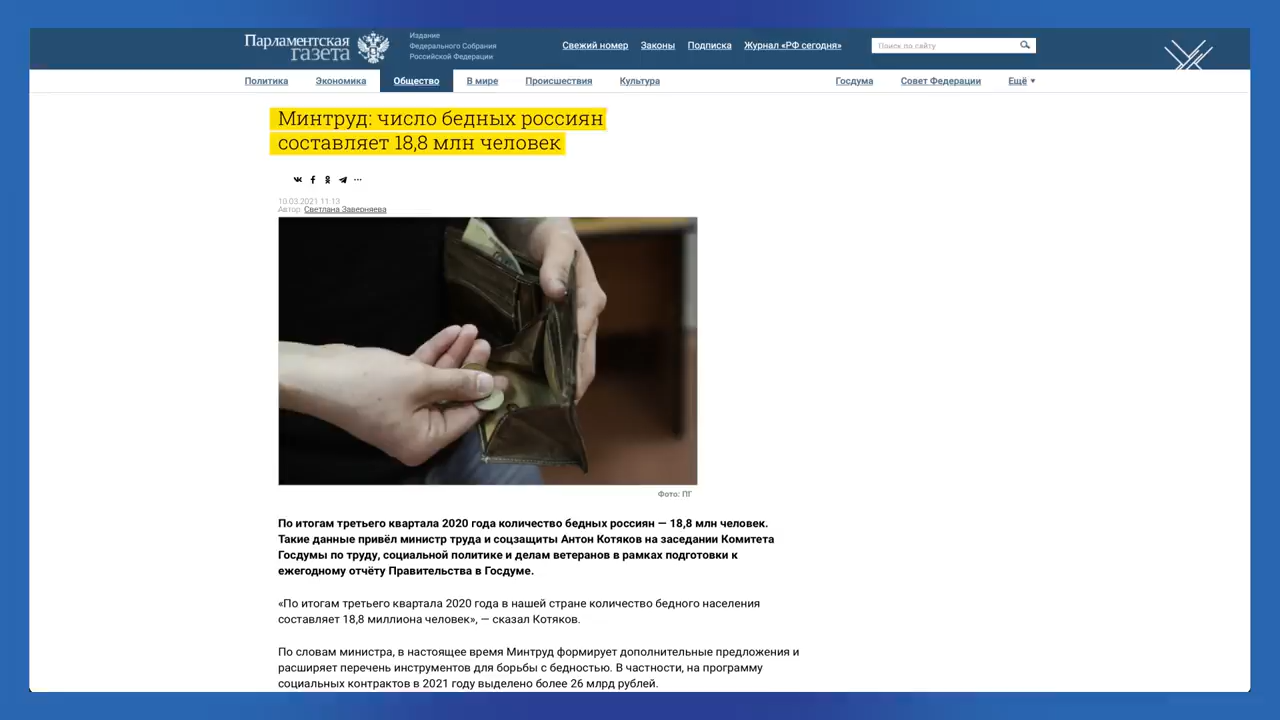 Парламентская газета
Издание
Федерального Собрания
Российской Федерации
Свежий номер Законы Подписка Журнал «РФ сегодня»
Поиск по сайту
Политика Экономика Общество В мире Происшествия Культура Госдума Совет Федерации Ещё
Минтруд: число бедных россиян
составляет 18,8 млн человек
10.03.2021 11:13
Автор: Светлана Заверняева
Фото: ПГ
По итогам третьего квартала 2020 года количество бедных россиян — 18,8 млн человек.
Такие данные привёл министр труда и соцзащиты Антон Котяков на заседании Комитета
Госдумы по труду, социальной политике и делам ветеранов в рамках подготовки к
ежегодному отчёту Правительства в Госдуме.
«По итогам третьего квартала 2020 года в нашей стране количество бедного населения
составляет 18,8 миллиона человек», — сказал Котяков.
По словам министра, в настоящее время Минтруд формирует дополнительные предложения и
расширяет перечень инструментов для борьбы с бедностью. В частности, на программу
социальных контрактов в 2021 году выделено более 26 млрд рублей.